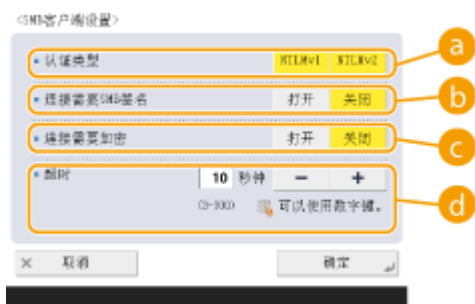 <SMB客户端设置>
认证类型 NTLMv1 NTLMv2
a
连接需要SMB签名 打开 关闭
b
连接需要加密 打开 关闭
c
超时 10 秒钟 − +
(3-300) 可以使用数字键。
d
× 取消 确定